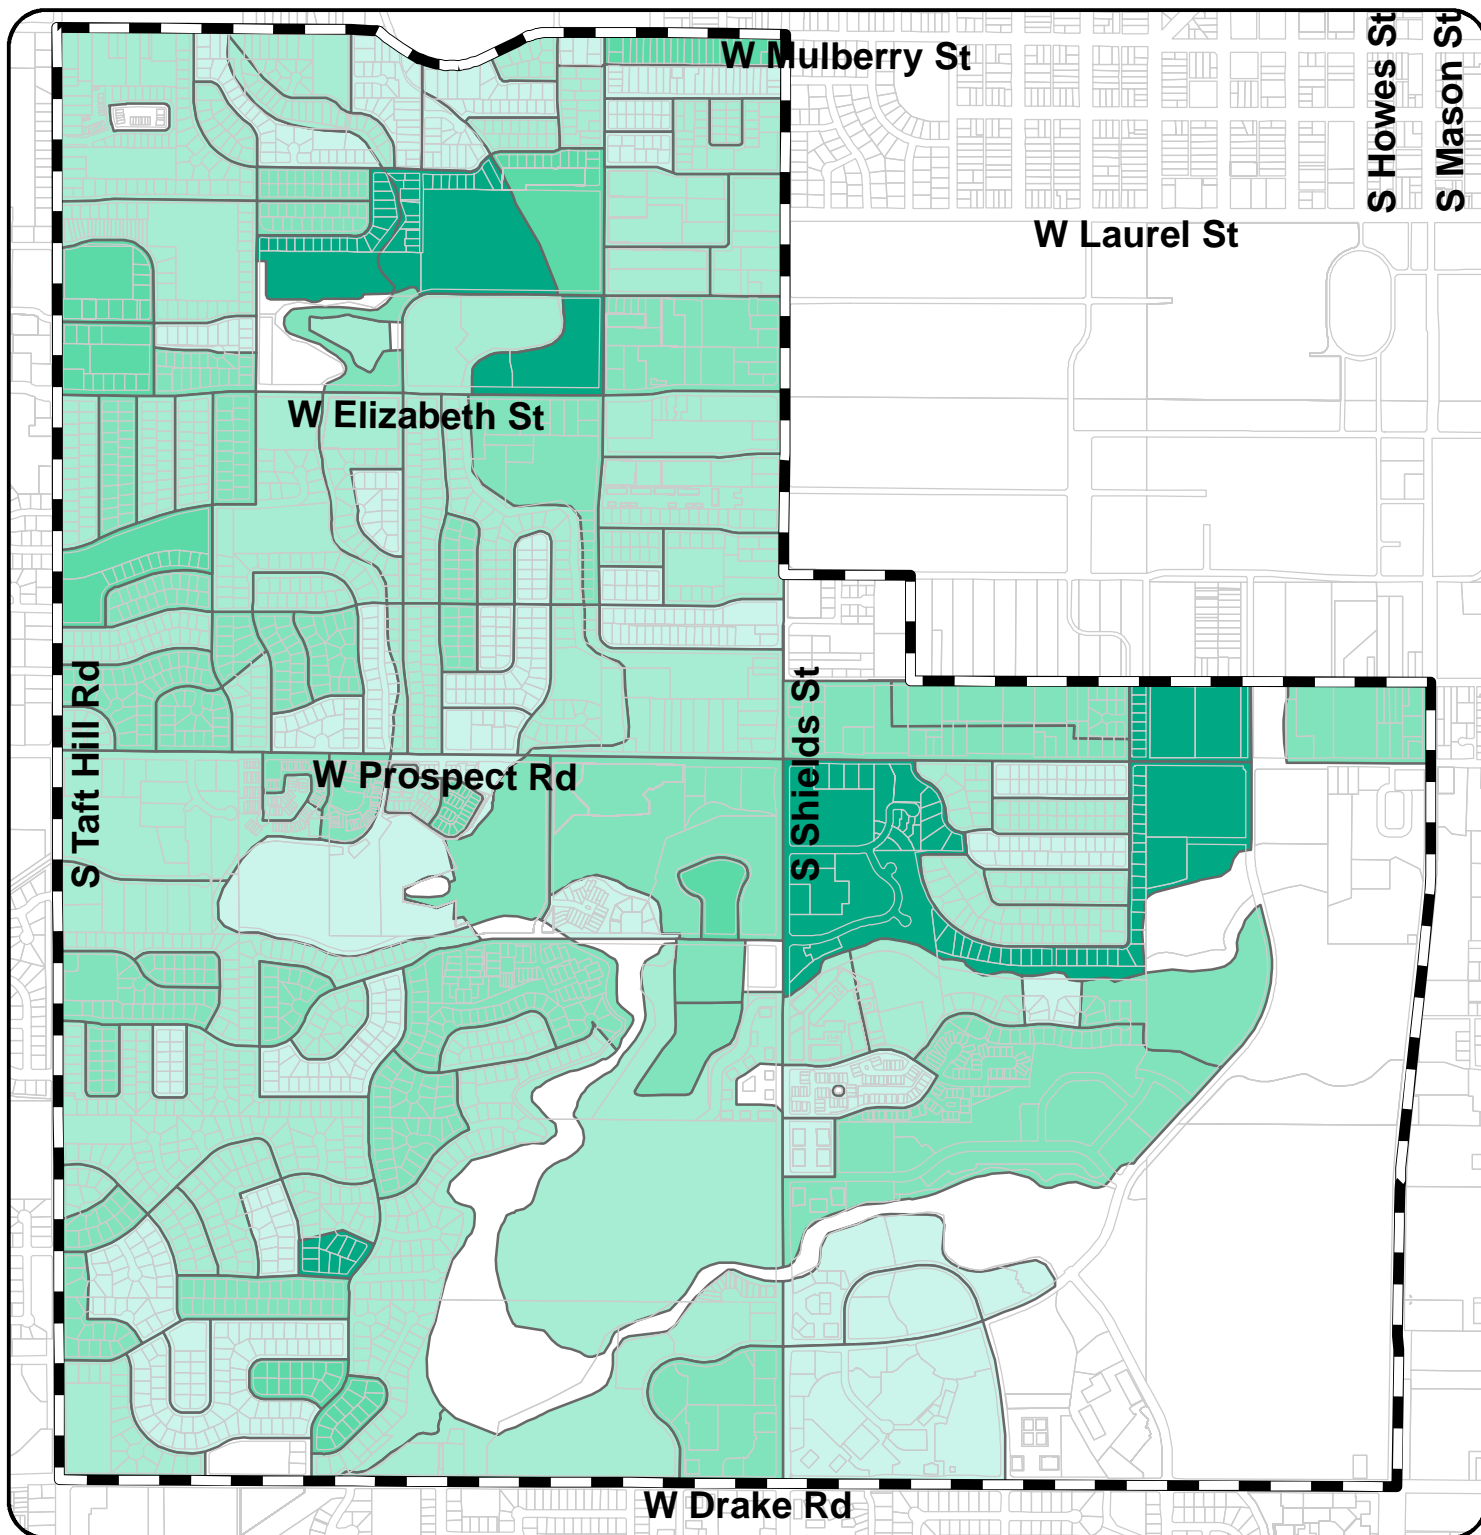 W Mulberry St
S Howes St
S Mason St
W Laurel St
W Elizabeth St
S Taft Hill Rd
W Prospect Rd
S Shields St
W Drake Rd